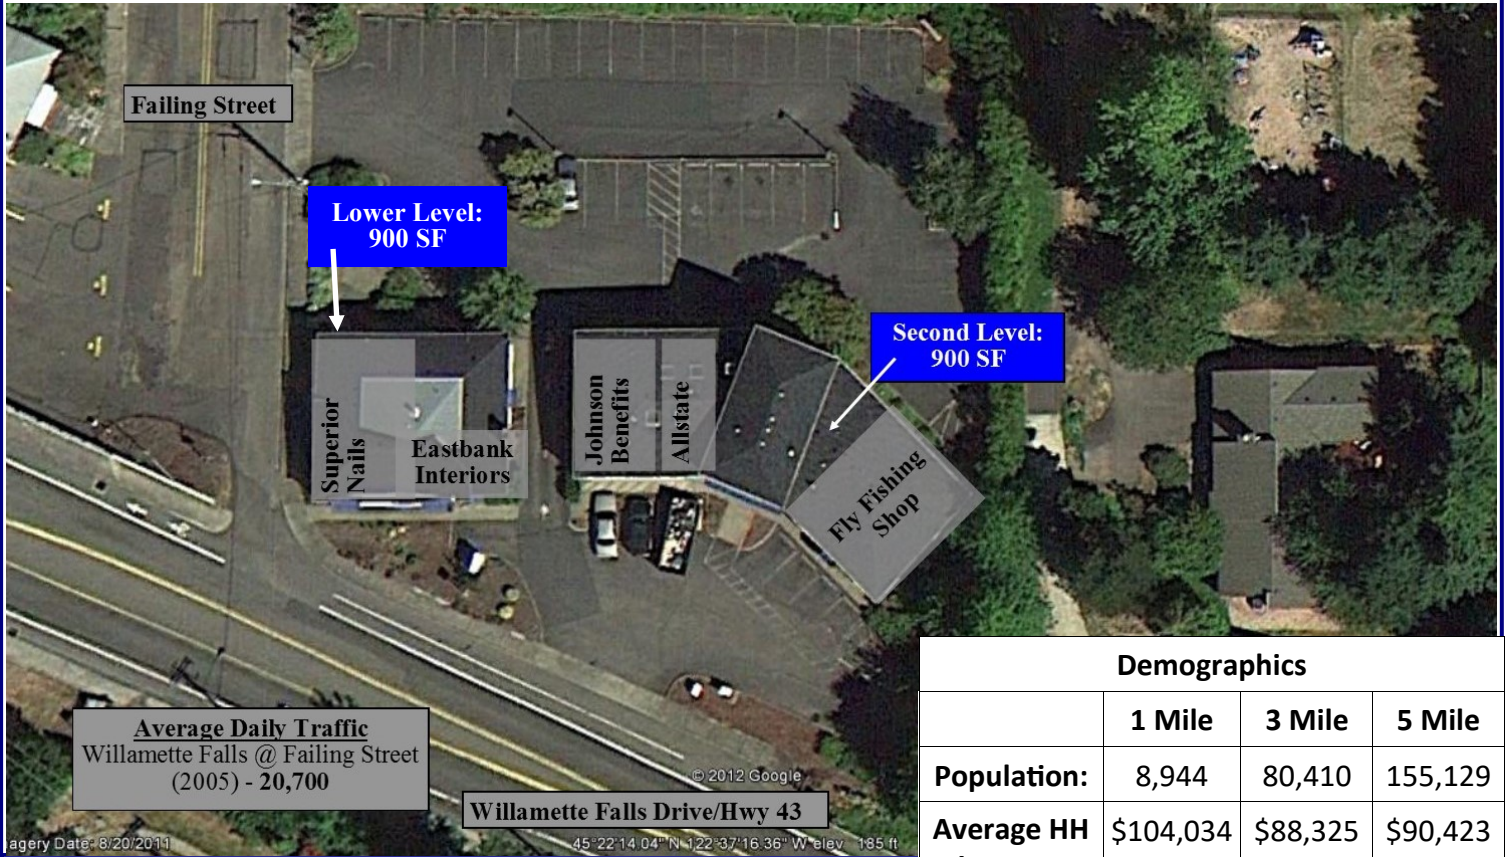 Failing Street
Lower Level:
900 SF
Second Level:
900 SF
Superior
Nails
Eastbank
Interiors
Johnson
Benefits
Allstate
Fly Fishing
Shop
Average Daily Traffic
Willamette Falls @ Failing Street
(2005) - 20,700
© 2012 Google
Willamette Falls Drive/Hwy 43
agery Date: 8/20/2011
45°22'14.04" N 122°37'16.36" W elev 185 ft
Demographics
1 Mile 3 Mile 5 Mile
Population: 8,944 80,410 155,129
Average HH $104,034 $88,325 $90,423